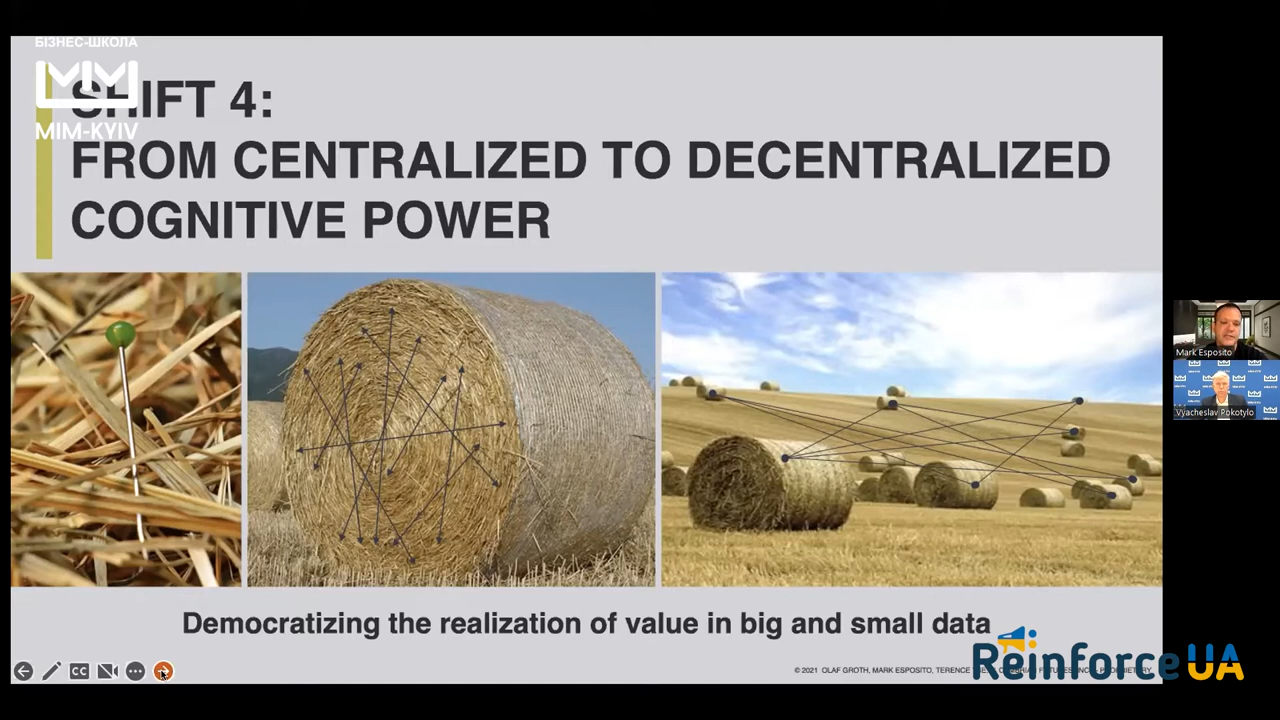 БІЗНЕС-ШКОЛА
MIM-KYIV
SHIFT 4:
FROM CENTRALIZED TO DECENTRALIZED
COGNITIVE POWER
Democratizing the realization of value in big and small data
CC
© 2021 OLAF GROTH, MARK ESPOSITO, TERENCE
ReinforceUA
Mark Esposito
Vyacheslav Pokotylo